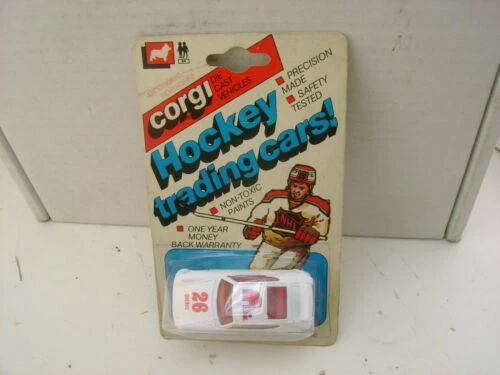 corgi
DIE
CAST
VEHICLES
PRECISION
MADE
SAFETY
TESTED
Hockey
trading cars!
NON-TOXIC
PAINTS
ONE YEAR
MONEY
BACK WARRANTY
NHL
26